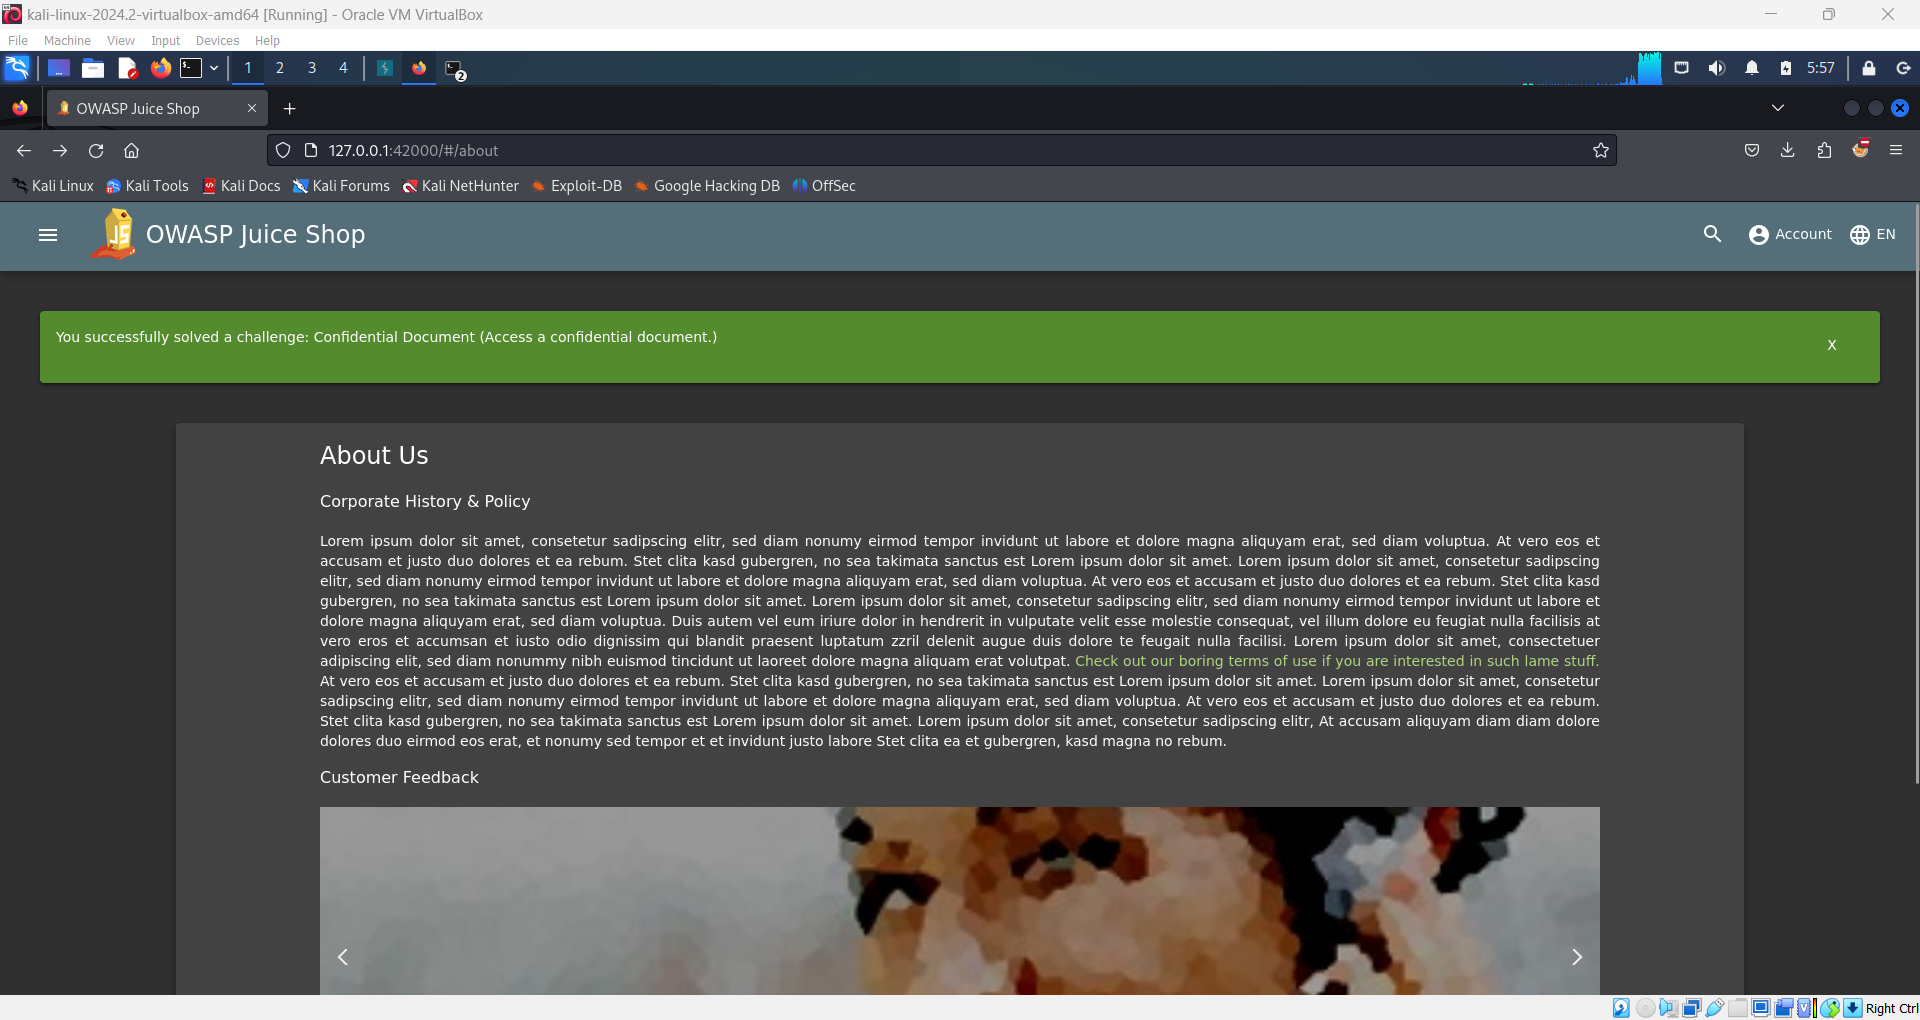 kali-linux-2024.2-virtualbox-amd64 [Running] - Oracle VM VirtualBox
File Machine View Input Devices Help
1 2 3 4 2 5:57
OWASP Juice Shop
127.0.0.1:42000/#/about
Kali Linux Kali Tools Kali Docs Kali Forums Kali NetHunter Exploit-DB Google Hacking DB OffSec
JS OWASP Juice Shop Account EN
You successfully solved a challenge: Confidential Document (Access a confidential document.) X
About Us
Corporate History & Policy
Lorem ipsum dolor sit amet, consetetur sadipscing elitr, sed diam nonumy eirmod tempor invidunt ut labore et dolore magna aliquyam erat, sed diam voluptua. At vero eos et
accusam et justo duo dolores et ea rebum. Stet clita kasd gubergren, no sea takimata sanctus est Lorem ipsum dolor sit amet. Lorem ipsum dolor sit amet, consetetur sadipscing
elitr, sed diam nonumy eirmod tempor invidunt ut labore et dolore magna aliquyam erat, sed diam voluptua. At vero eos et accusam et justo duo dolores et ea rebum. Stet clita kasd
gubergren, no sea takimata sanctus est Lorem ipsum dolor sit amet. Lorem ipsum dolor sit amet, consetetur sadipscing elitr, sed diam nonumy eirmod tempor invidunt ut labore et
dolore magna aliquyam erat, sed diam voluptua. Duis autem vel eum iriure dolor in hendrerit in vulputate velit esse molestie consequat, vel illum dolore eu feugiat nulla facilisis at
vero eros et accumsan et iusto odio dignissim qui blandit praesent luptatum zzril delenit augue duis dolore te feugait nulla facilisi. Lorem ipsum dolor sit amet, consectetuer
adipiscing elit, sed diam nonummy nibh euismod tincidunt ut laoreet dolore magna aliquam erat volutpat. Check out our boring terms of use if you are interested in such lame stuff.
At vero eos et accusam et justo duo dolores et ea rebum. Stet clita kasd gubergren, no sea takimata sanctus est Lorem ipsum dolor sit amet. Lorem ipsum dolor sit amet, consetetur
sadipscing elitr, sed diam nonumy eirmod tempor invidunt ut labore et dolore magna aliquyam erat, sed diam voluptua. At vero eos et accusam et justo duo dolores et ea rebum.
Stet clita kasd gubergren, no sea takimata sanctus est Lorem ipsum dolor sit amet. Lorem ipsum dolor sit amet, consetetur sadipscing elitr, At accusam aliquyam diam diam dolore
dolores duo eirmod eos erat, et nonumy sed tempor et et invidunt justo labore Stet clita ea et gubergren, kasd magna no rebum.
Customer Feedback
Right Ctrl